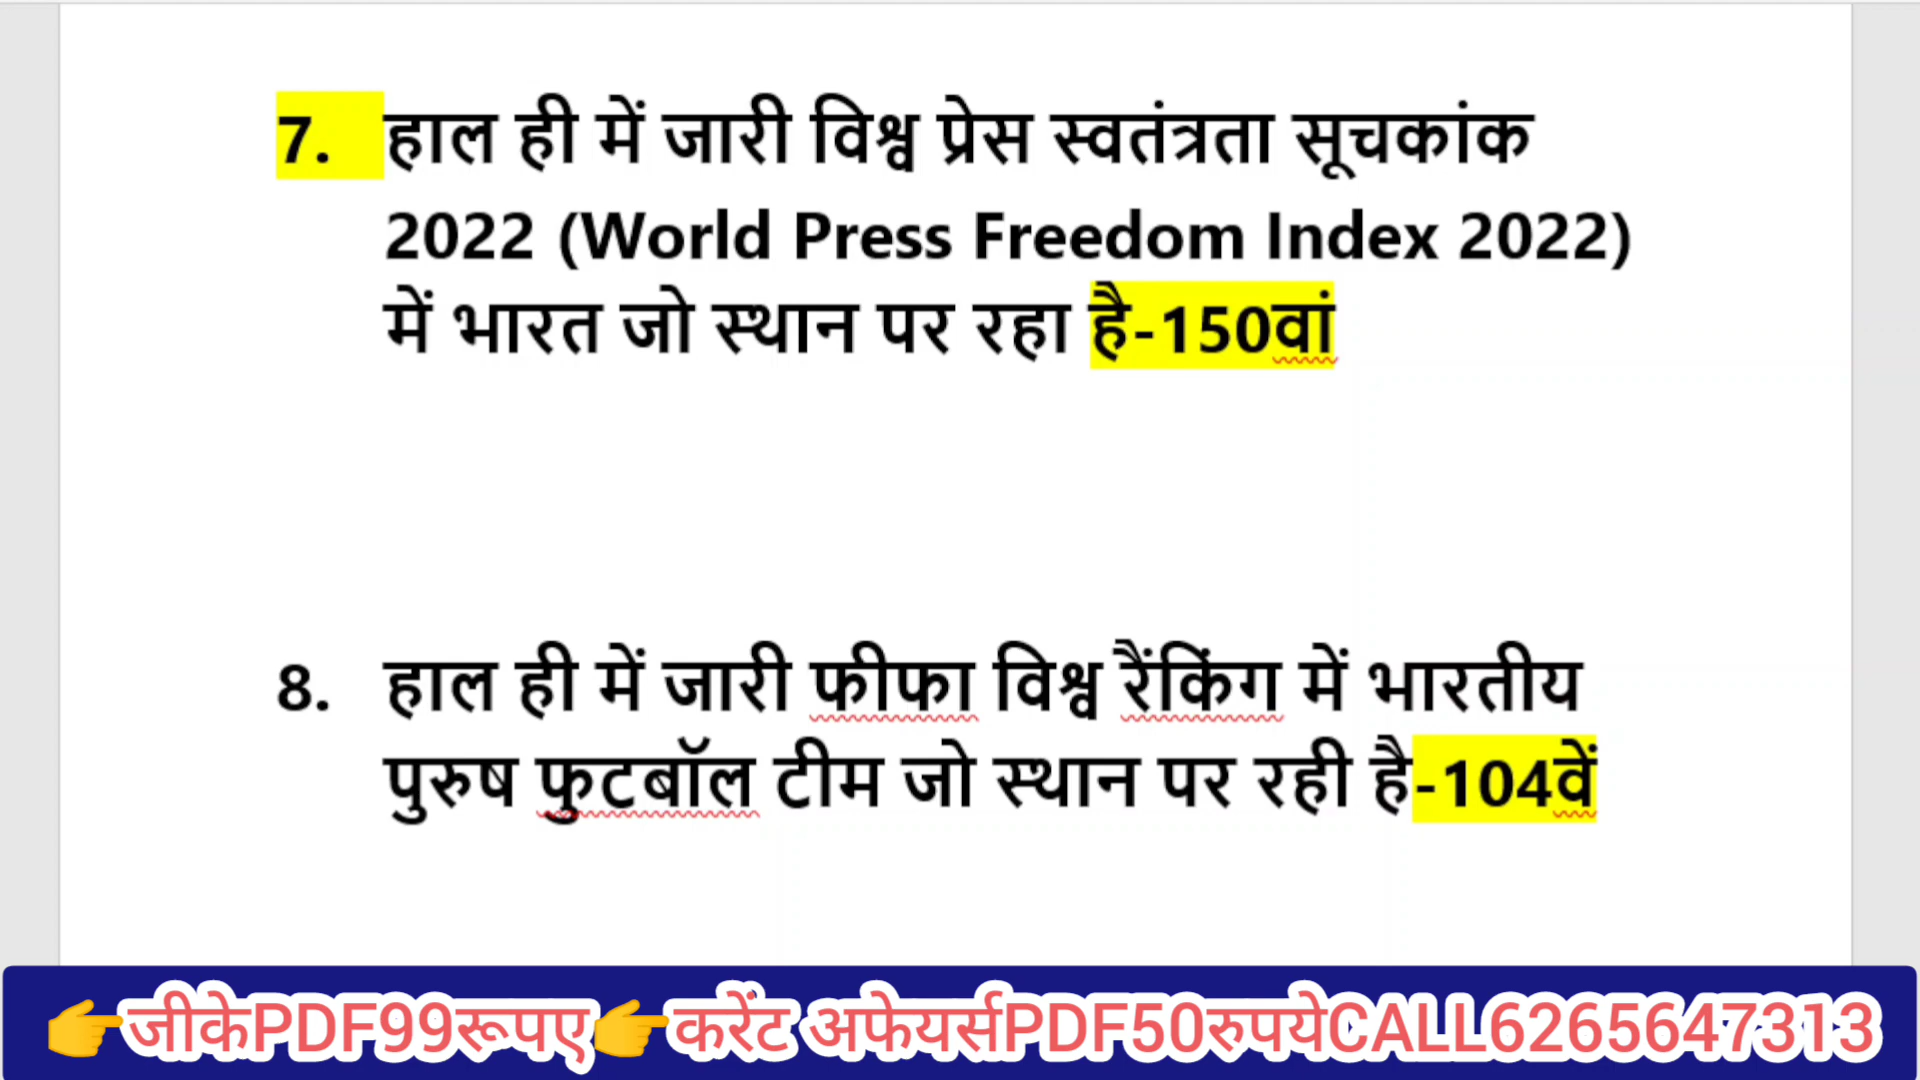 7. हाल ही में जारी विश्व प्रेस स्वतंत्रता सूचकांक
2022 (World Press Freedom Index 2022)
में भारत जो स्थान पर रहा है-150वां
8. हाल ही में जारी फीफा विश्व रैंकिंग में भारतीय
पुरुष फुटबॉल टीम जो स्थान पर रही है-104वें
👉जीकेPDF99रूपए👉करेंट अफेयर्सPDF50रुपयेCALL6265647313